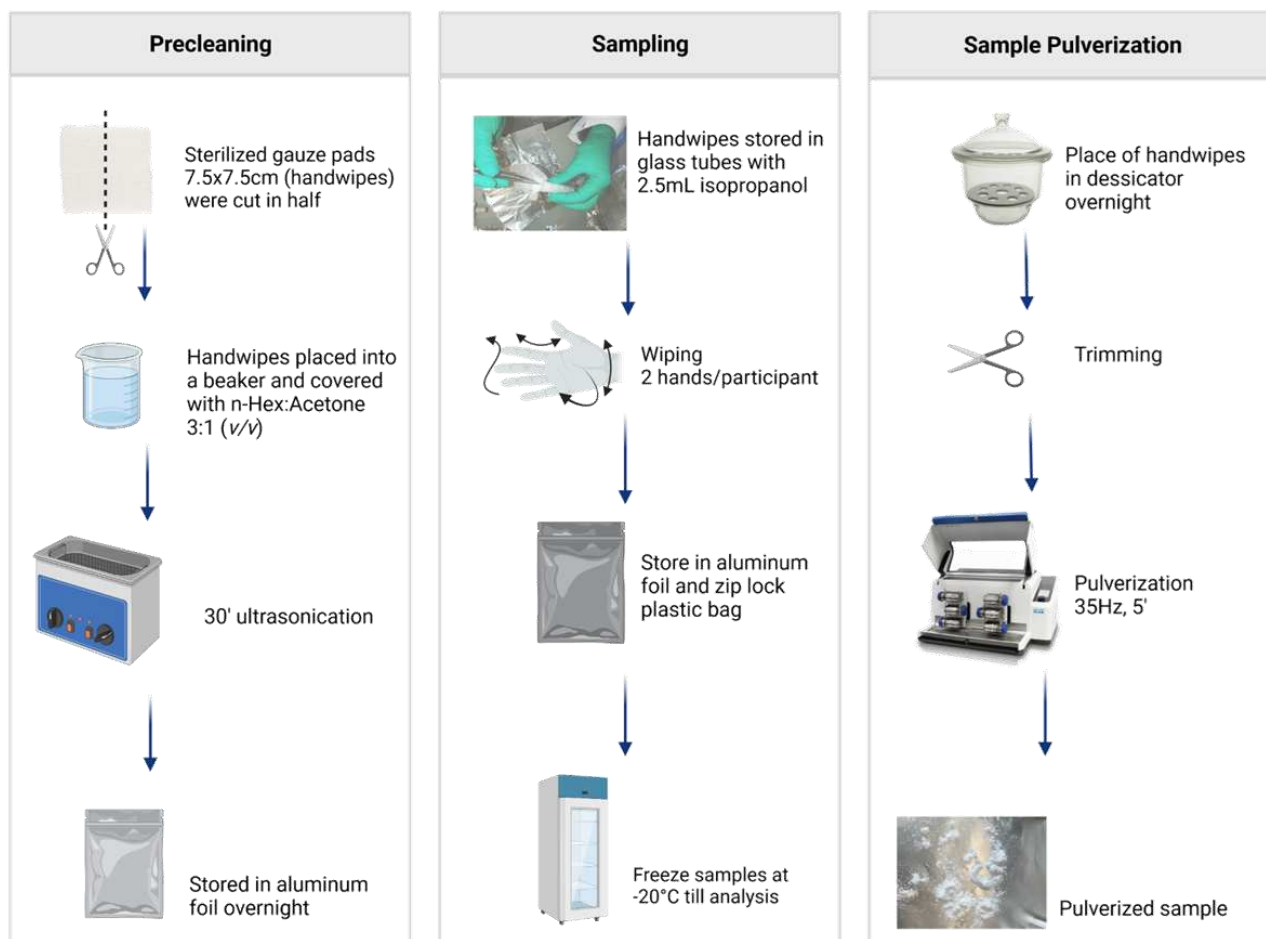 Precleaning
Sterilized gauze pads
7.5x7.5cm (handwipes)
were cut in half
Handwipes placed into
a beaker and covered
with n-Hex:Acetone
3:1 (v/v)
30' ultrasonication
Stored in aluminum
foil overnight
Sampling
Handwipes stored in
glass tubes with
2.5mL isopropanol
Wiping
2 hands/participant
Store in aluminum
foil and zip lock
plastic bag
Freeze samples at
-20°C till analysis
Sample Pulverization
Place of handwipes
in dessicator
overnight
Trimming
Pulverization
35Hz, 5'
Pulverized sample